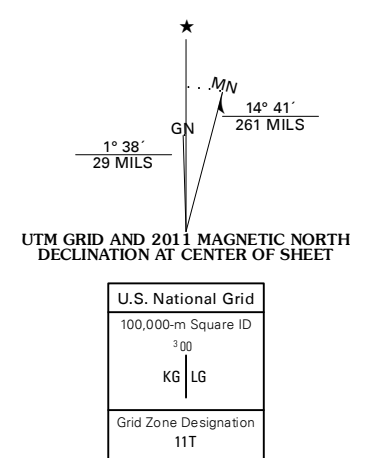 ★
MN
GN
14° 41´
261 MILS
1° 38´
29 MILS
UTM GRID AND 2011 MAGNETIC NORTH
DECLINATION AT CENTER OF SHEET
U.S. National Grid
100,000-m Square ID
³00
KG LG
Grid Zone Designation
11T